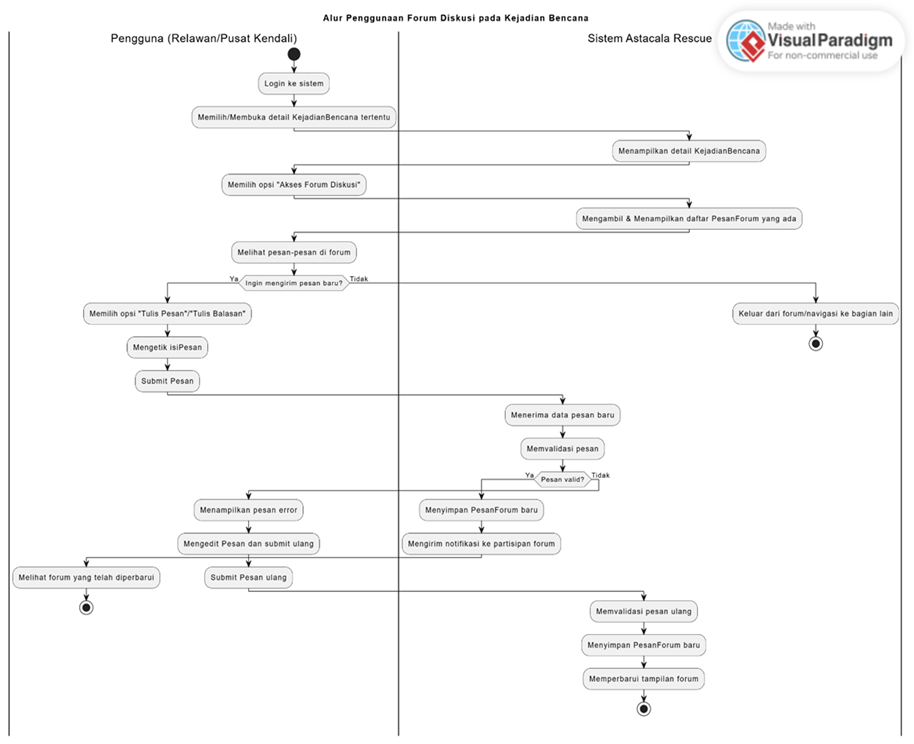 Alur Penggunaan Forum Diskusi pada Kejadian Bencana
Made with
Visual Paradigm
For non-commercial use
Pengguna (Relawan/Pusat Kendali)
Sistem Astacala Rescue
Login ke sistem
Memilih/Membuka detail KejadianBencana tertentu
Menampilkan detail KejadianBencana
Memilih opsi "Akses Forum Diskusi"
Mengambil & Menampilkan daftar PesanForum yang ada
Melihat pesan-pesan di forum
Ya
Ingin mengirim pesan baru?
Tidak
Memilih opsi "Tulis Pesan"/"Tulis Balasan"
Keluar dari forum/navigasi ke bagian lain
Mengetik isiPesan
Submit Pesan
Menerima data pesan baru
Memvalidasi pesan
Ya
Pesan valid?
Tidak
Menampilkan pesan error
Menyimpan PesanForum baru
Mengedit Pesan dan submit ulang
Mengirim notifikasi ke partisipan forum
Melihat forum yang telah diperbarui
Submit Pesan ulang
Memvalidasi pesan ulang
Menyimpan PesanForum baru
Memperbarui tampilan forum